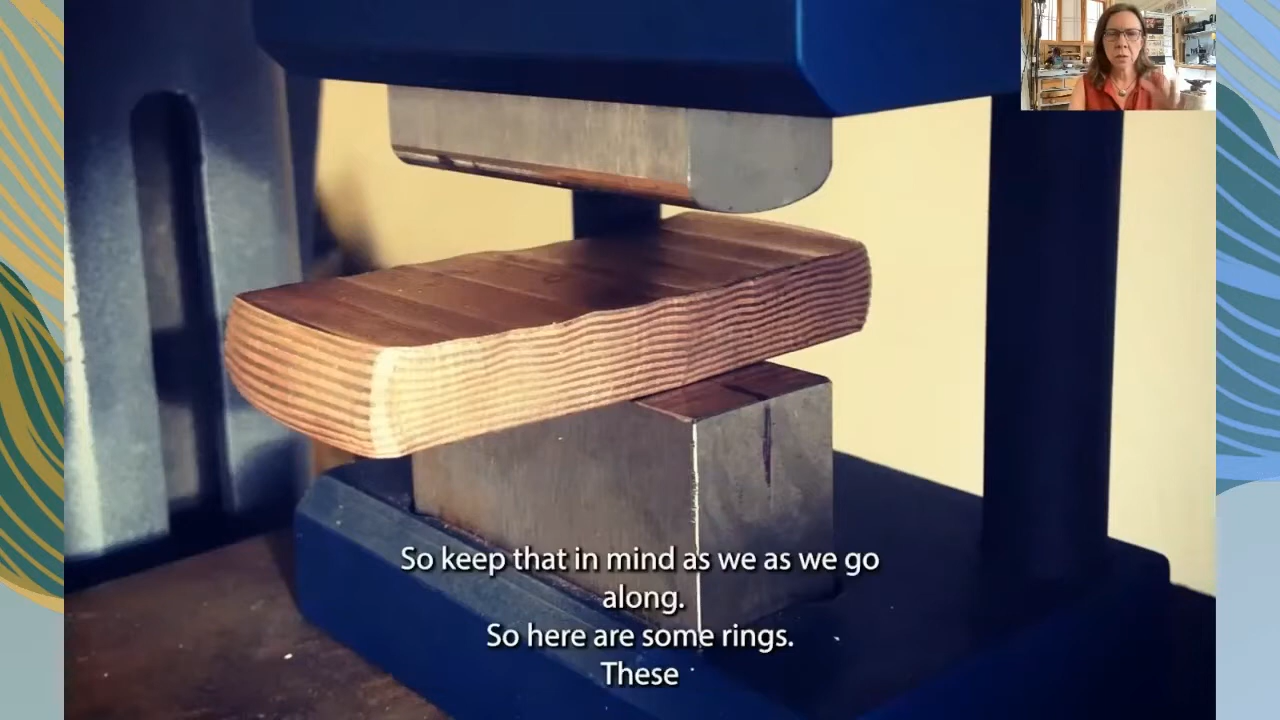 So keep that in mind as we as we go
along.
So here are some rings.
These